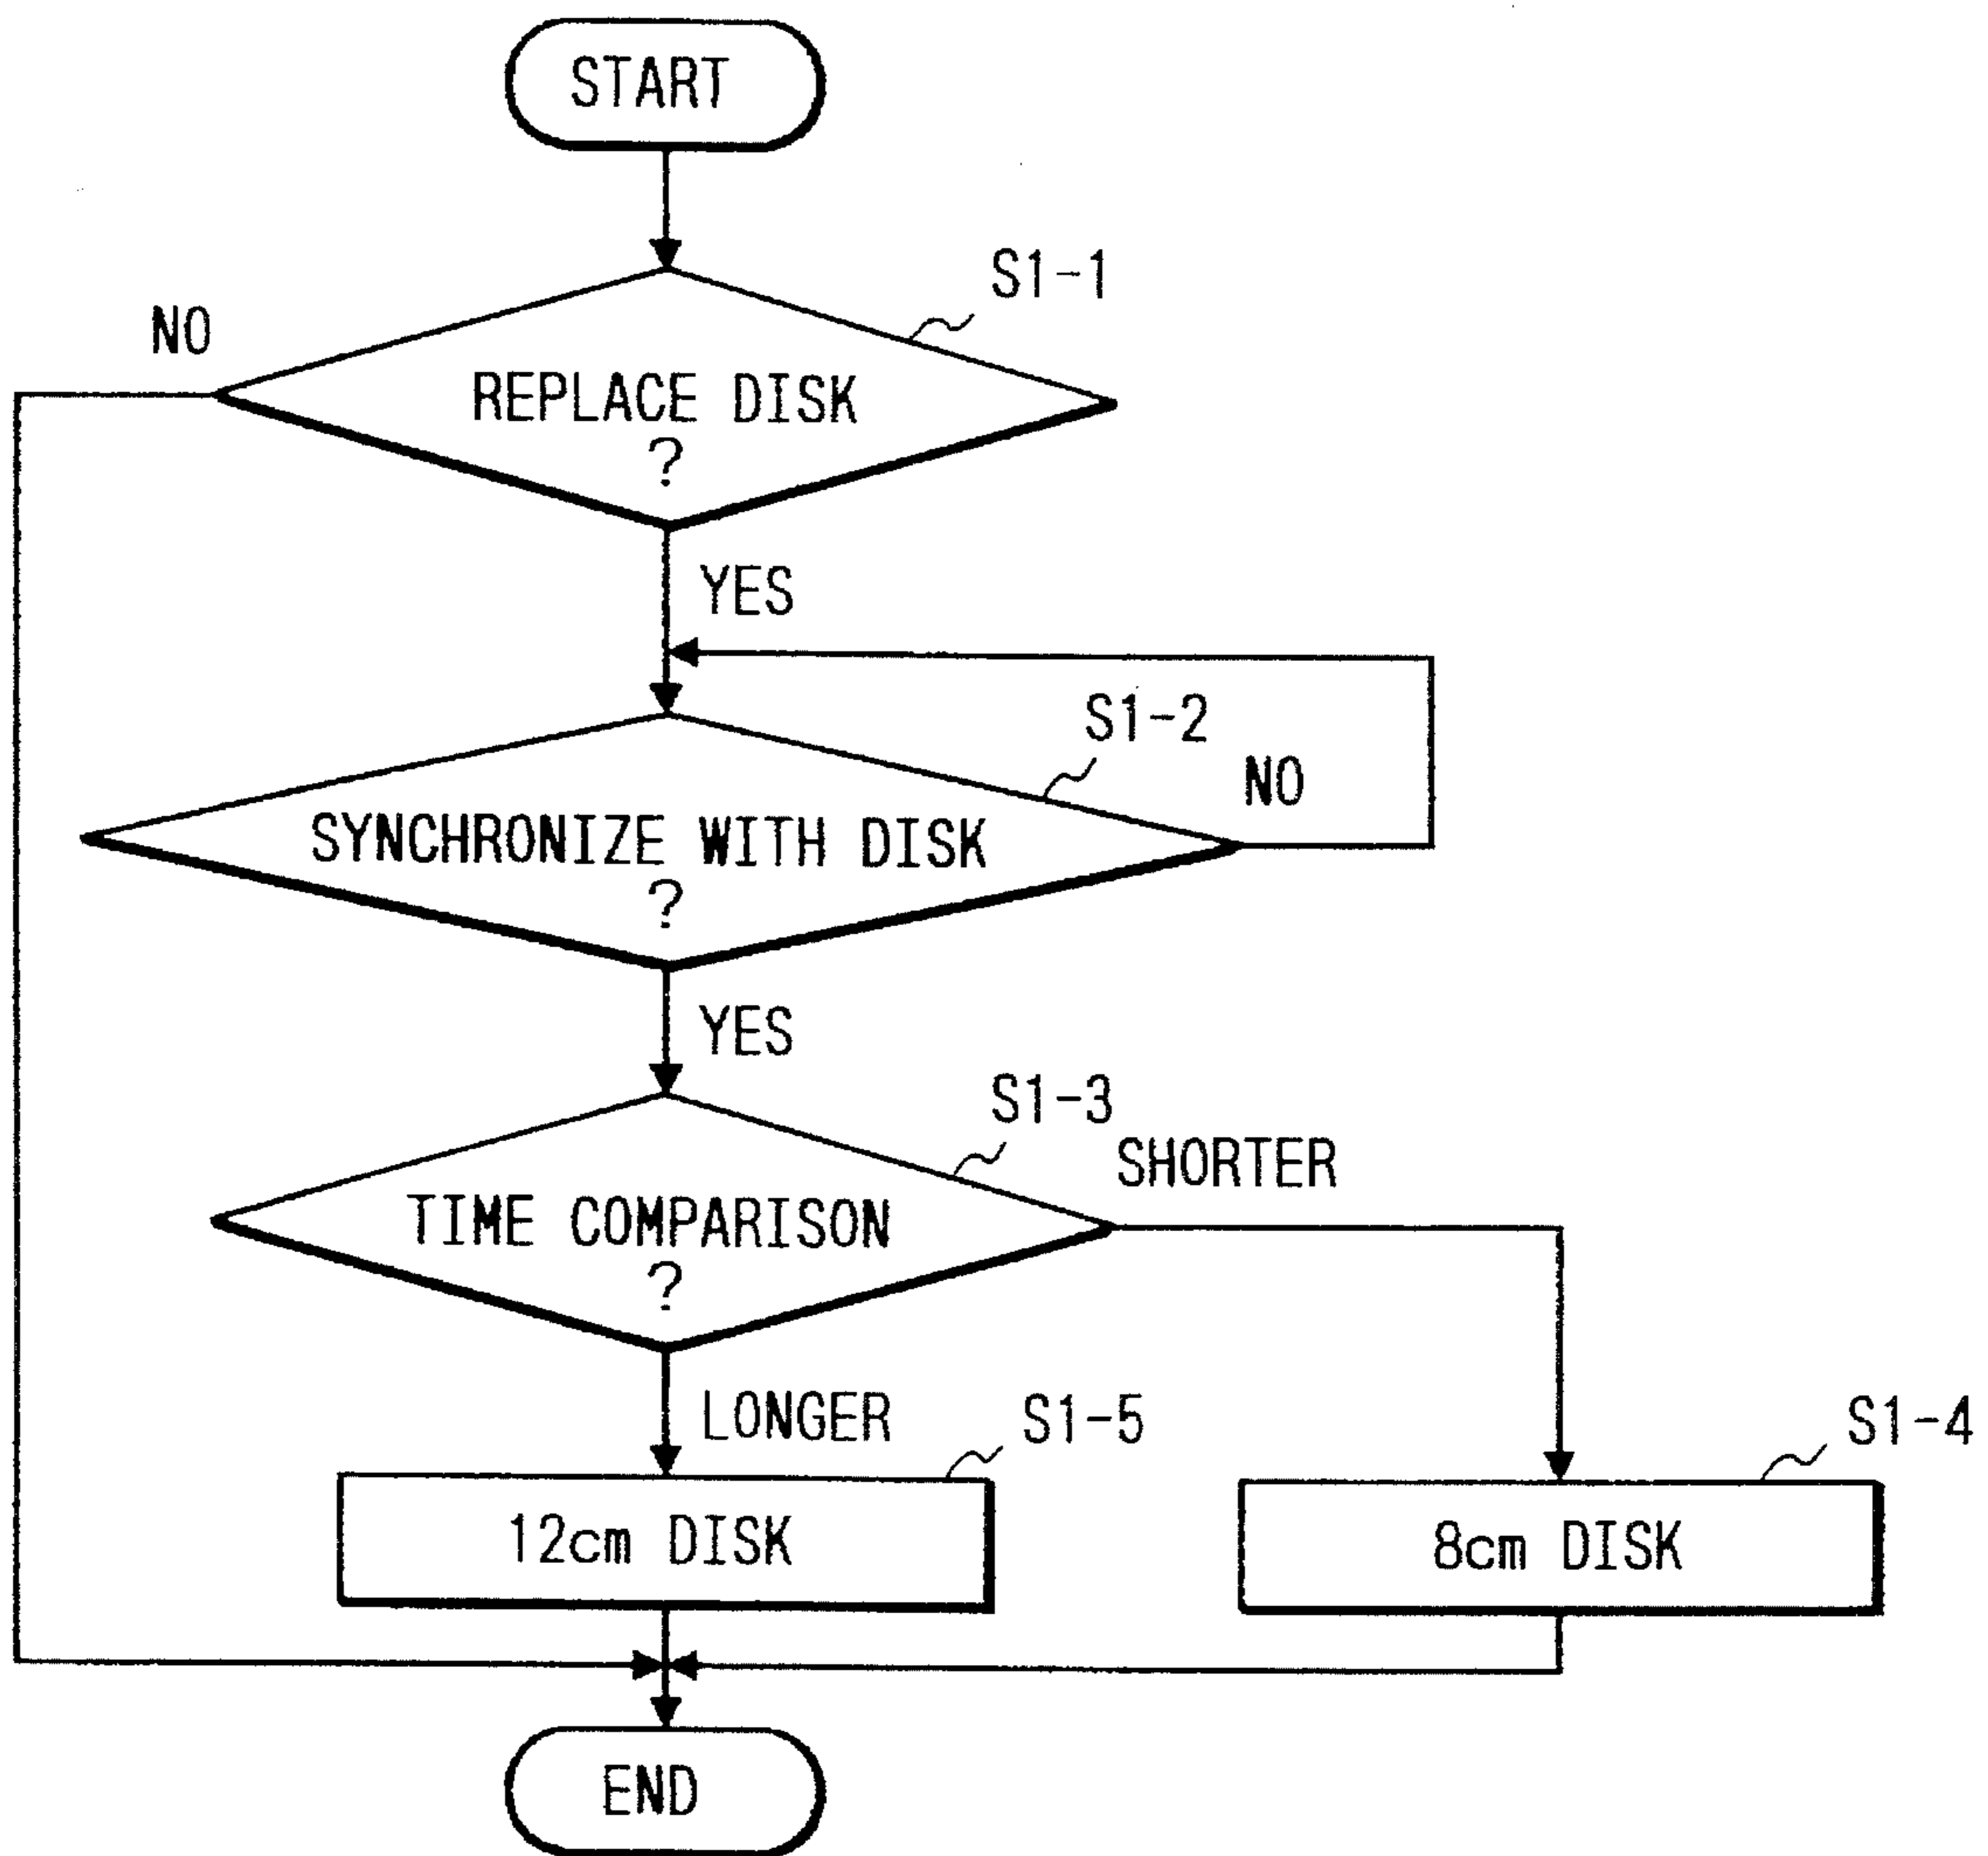 START
S1-1
NO
REPLACE DISK
?
YES
S1-2
NO
SYNCHRONIZE WITH DISK
?
YES
S1-3
SHORTER
TIME COMPARISON
?
LONGER
S1-5
S1-4
12cm DISK
8cm DISK
END